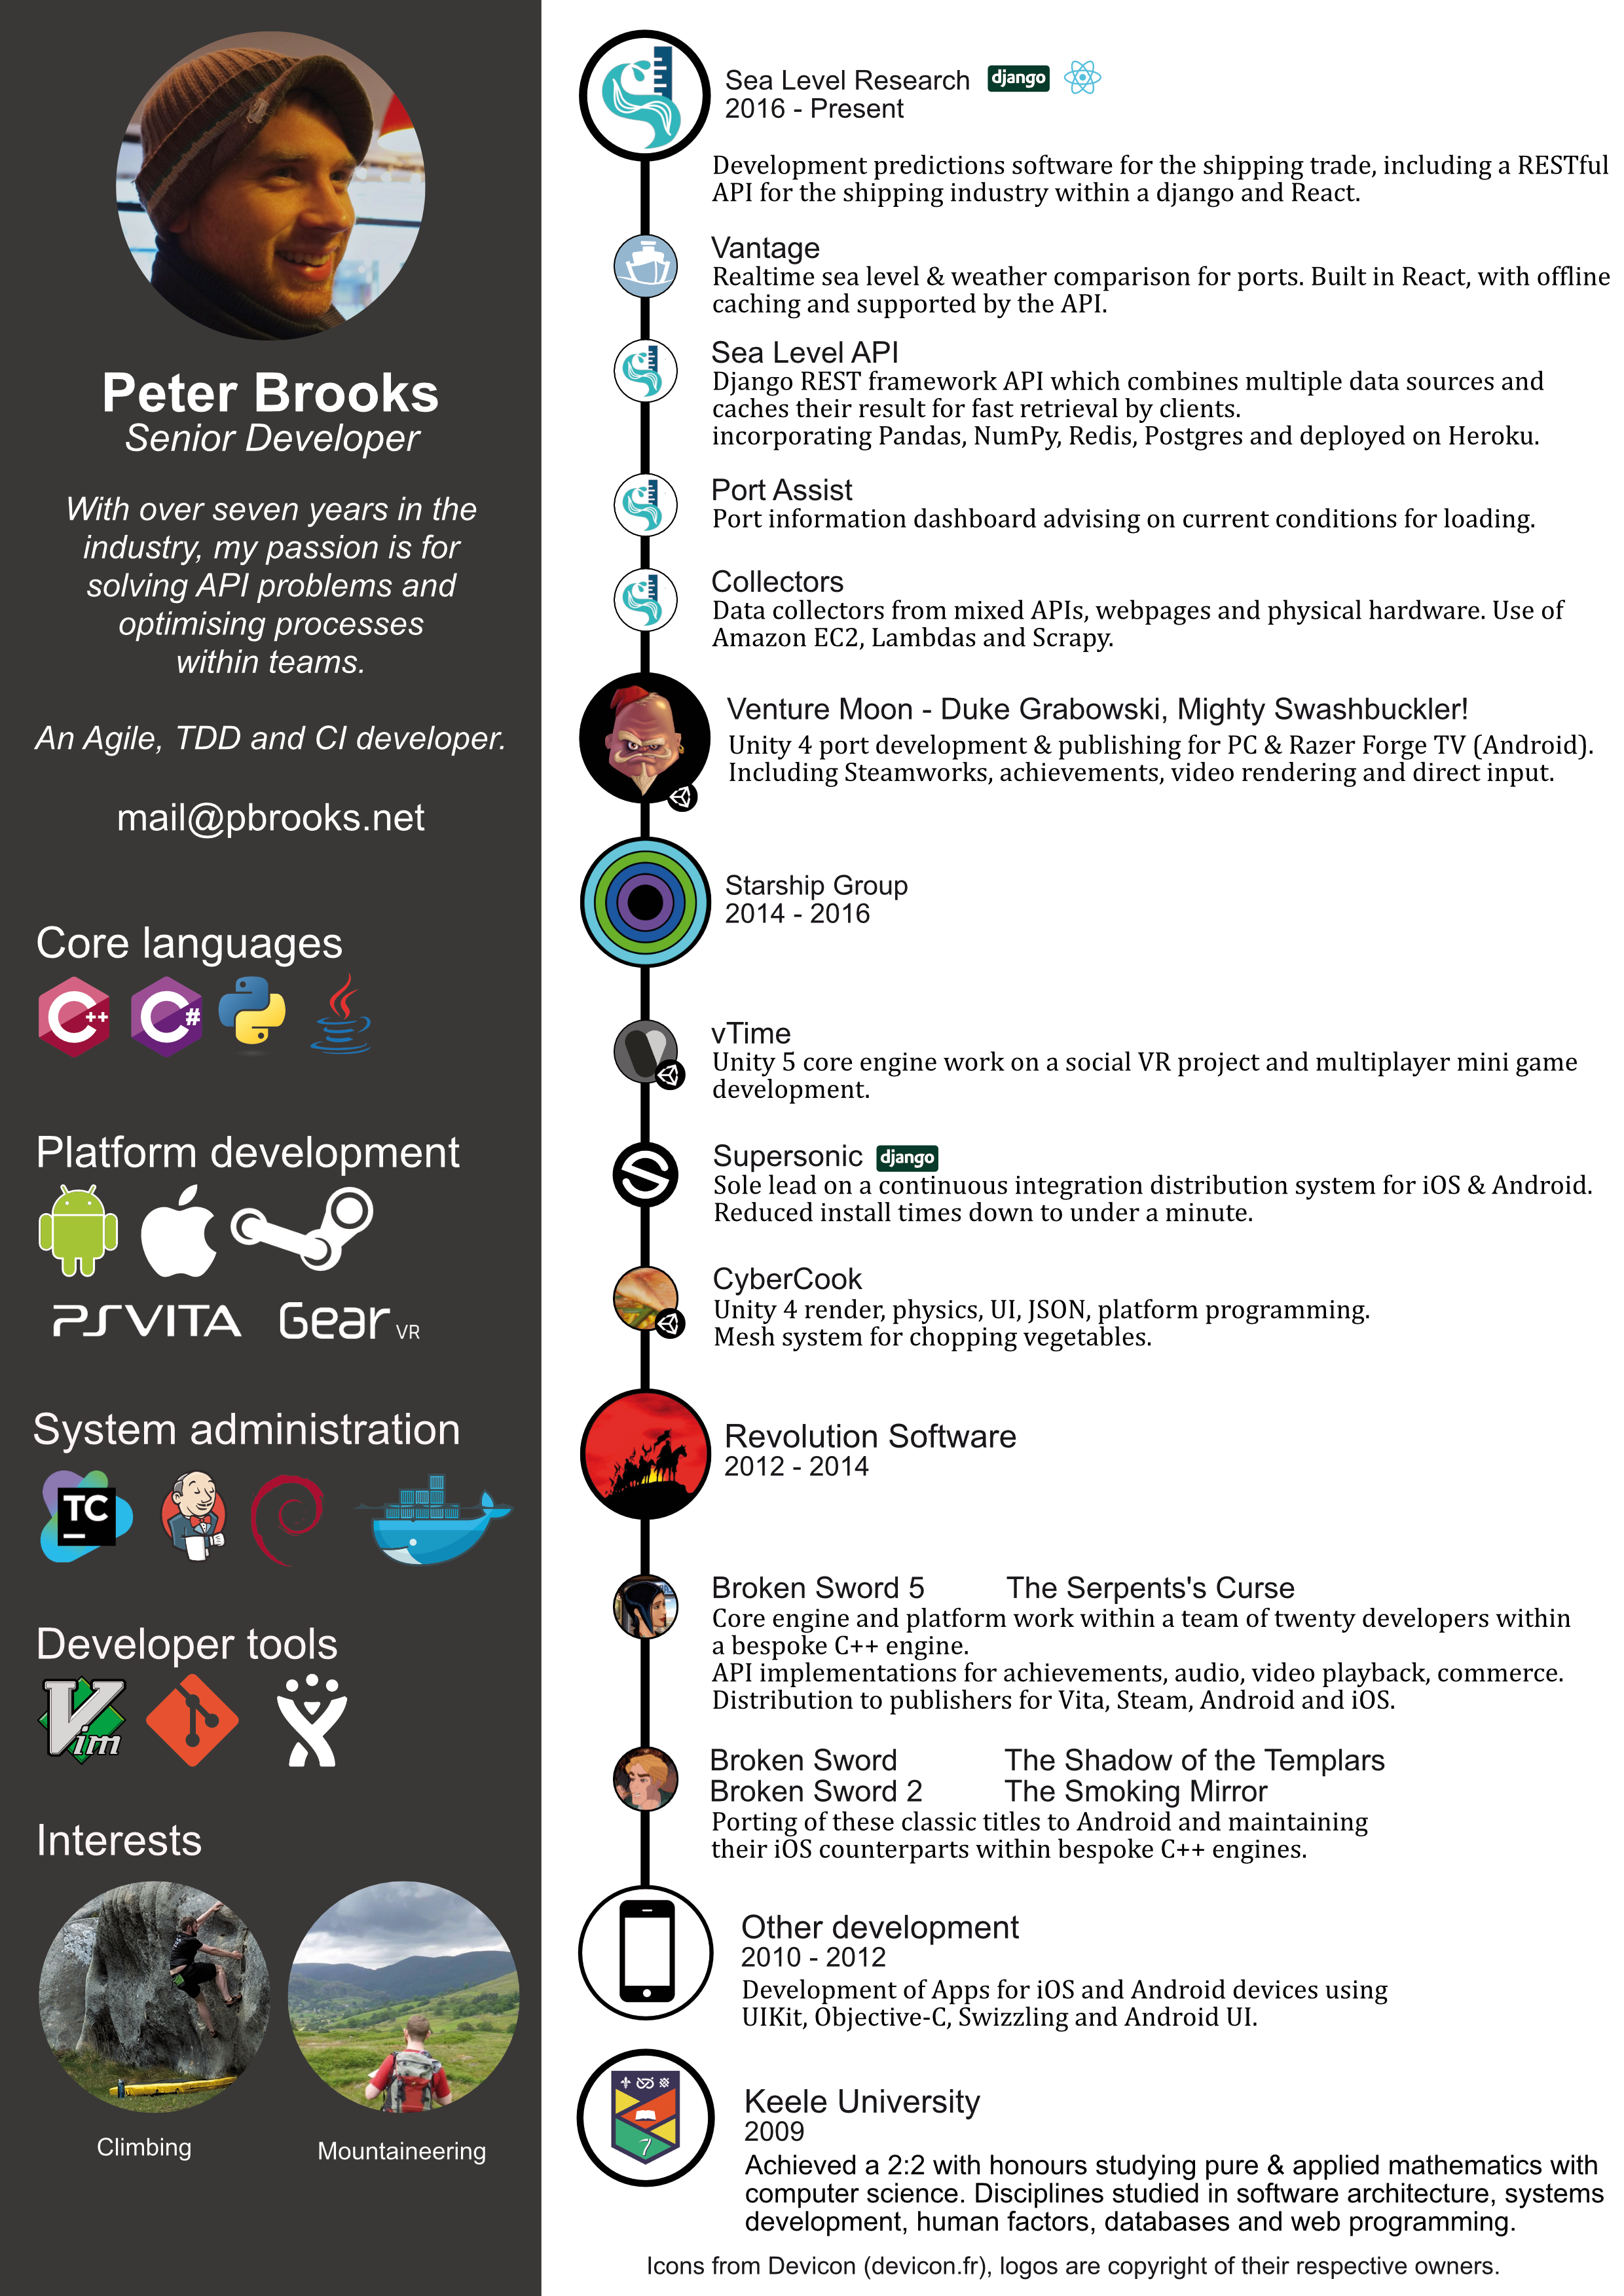 Peter Brooks
Senior Developer
With over seven years in the
industry, my passion is for
solving API problems and
optimising processes
within teams.
An Agile, TDD and CI developer.
mail@pbrooks.net
Core languages
C++
C#
Platform development
PSVITA
Gear VR
System administration
TC
Developer tools
Vim
Interests
Climbing
Mountaineering
Sea Level Research django
2016 - Present
Development predictions software for the shipping trade, including a RESTful
API for the shipping industry within a django and React.
Vantage
Realtime sea level & weather comparison for ports. Built in React, with offline
caching and supported by the API.
Sea Level API
Django REST framework API which combines multiple data sources and
caches their result for fast retrieval by clients.
incorporating Pandas, NumPy, Redis, Postgres and deployed on Heroku.
Port Assist
Port information dashboard advising on current conditions for loading.
Collectors
Data collectors from mixed APIs, webpages and physical hardware. Use of
Amazon EC2, Lambdas and Scrapy.
Venture Moon - Duke Grabowski, Mighty Swashbuckler!
Unity 4 port development & publishing for PC & Razer Forge TV (Android).
Including Steamworks, achievements, video rendering and direct input.
Starship Group
2014 - 2016
vTime
Unity 5 core engine work on a social VR project and multiplayer mini game
development.
Supersonic django
Sole lead on a continuous integration distribution system for iOS & Android.
Reduced install times down to under a minute.
CyberCook
Unity 4 render, physics, UI, JSON, platform programming.
Mesh system for chopping vegetables.
Revolution Software
2012 - 2014
Broken Sword 5 The Serpents's Curse
Core engine and platform work within a team of twenty developers within
a bespoke C++ engine.
API implementations for achievements, audio, video playback, commerce.
Distribution to publishers for Vita, Steam, Android and iOS.
Broken Sword The Shadow of the Templars
Broken Sword 2 The Smoking Mirror
Porting of these classic titles to Android and maintaining
their iOS counterparts within bespoke C++ engines.
Other development
2010 - 2012
Development of Apps for iOS and Android devices using
UIKit, Objective-C, Swizzling and Android UI.
Keele University
2009
Achieved a 2:2 with honours studying pure & applied mathematics with
computer science. Disciplines studied in software architecture, systems
development, human factors, databases and web programming.
Icons from Devicon (devicon.fr), logos are copyright of their respective owners.